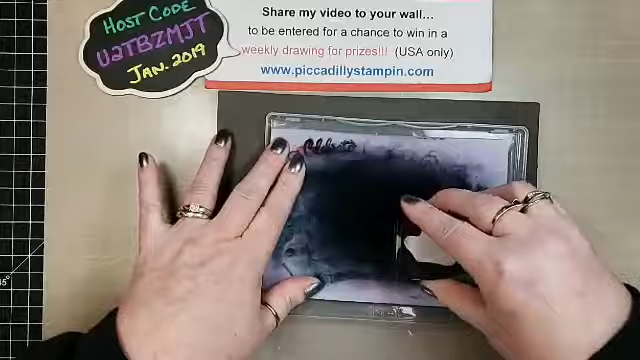 HOST CODE
U2TBZMJT
JAN. 2019
Share my video to your wall...
to be entered for a chance to win in a
weekly drawing for prizes!!! (USA only)
www.piccadillystampin.com